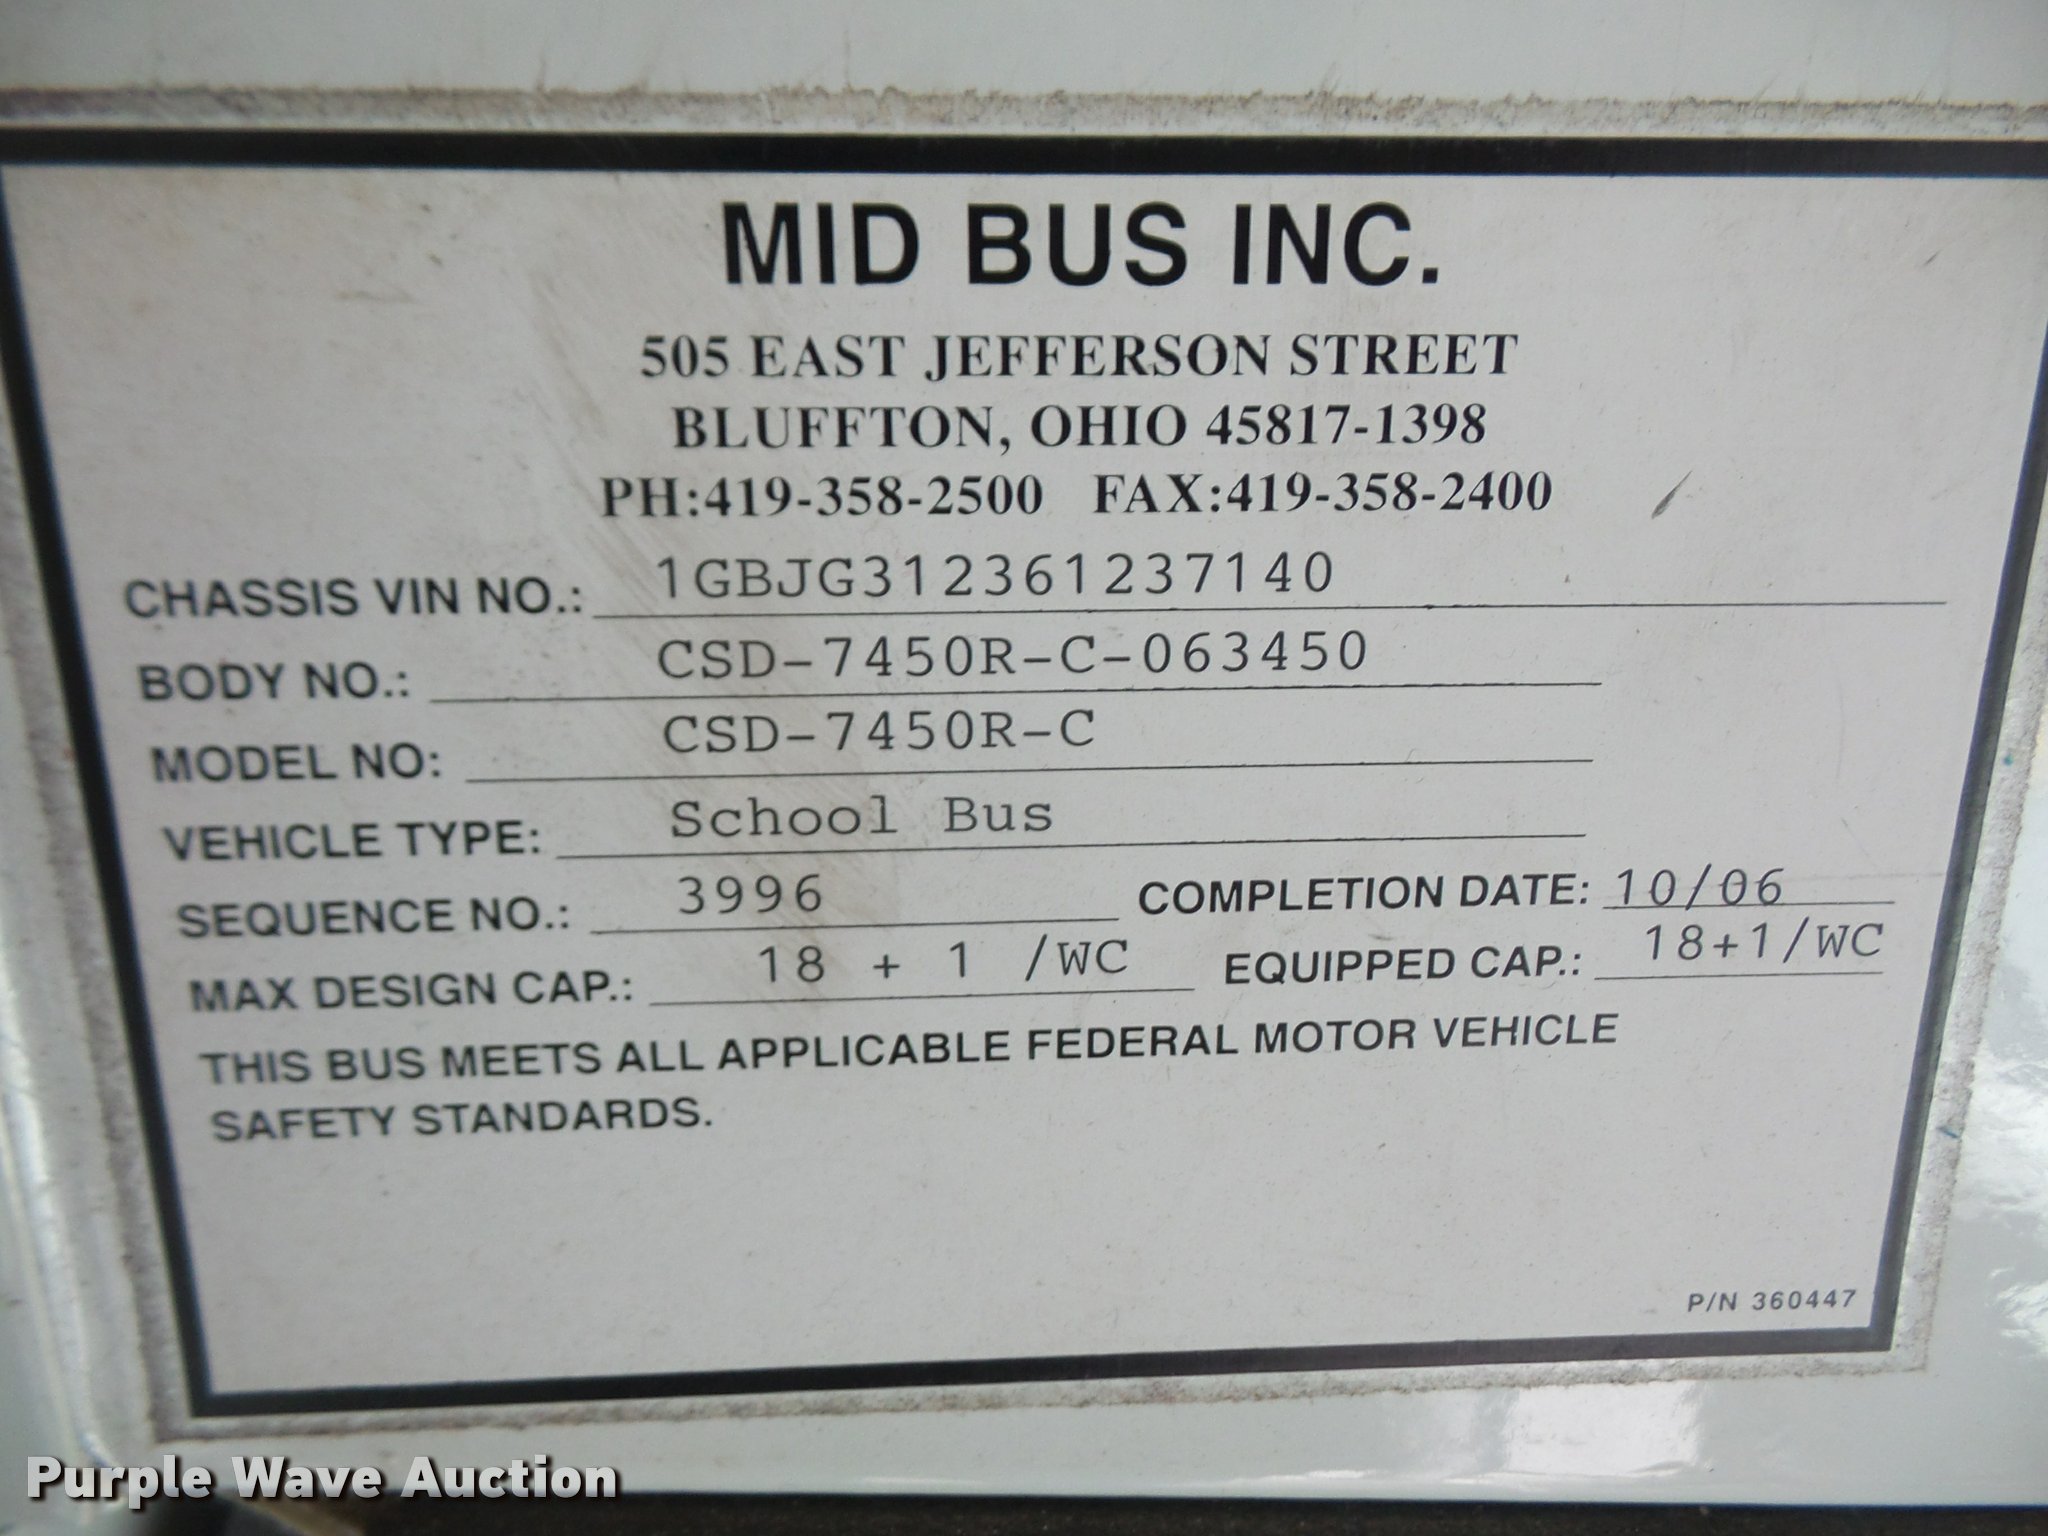 MID BUS INC.
505 EAST JEFFERSON STREET
BLUFFTON, OHIO 45817-1398
PH:419-358-2500 FAX:419-358-2400
CHASSIS VIN NO.: 1GBJG312361237140
BODY NO.: CSD-7450R-C-063450
MODEL NO: CSD-7450R-C
VEHICLE TYPE: School Bus
SEQUENCE NO.: 3996 COMPLETION DATE: 10/06
MAX DESIGN CAP.: 18 + 1 /WC EQUIPPED CAP.: 18+1/WC
THIS BUS MEETS ALL APPLICABLE FEDERAL MOTOR VEHICLE
SAFETY STANDARDS.
P/N 360447
Purple Wave Auction